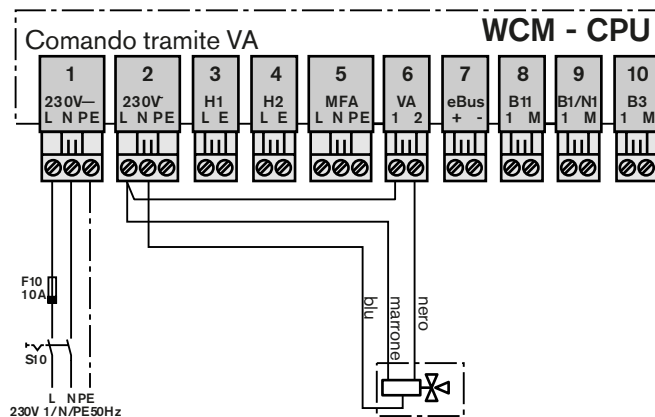 WCM - CPU
Comando tramite VA
1 2 3 4 5 6 7 8 9 10
230V— 230V~ H1 H2 MFA VA eBus B11 B1/N1 B3
L N PE L N PE L E L E L N PE 1 2 + - 1 M 1 M 1 M
F10
10A
blu
marrone
nero
S10
L N PE
230V 1/N/PE50Hz